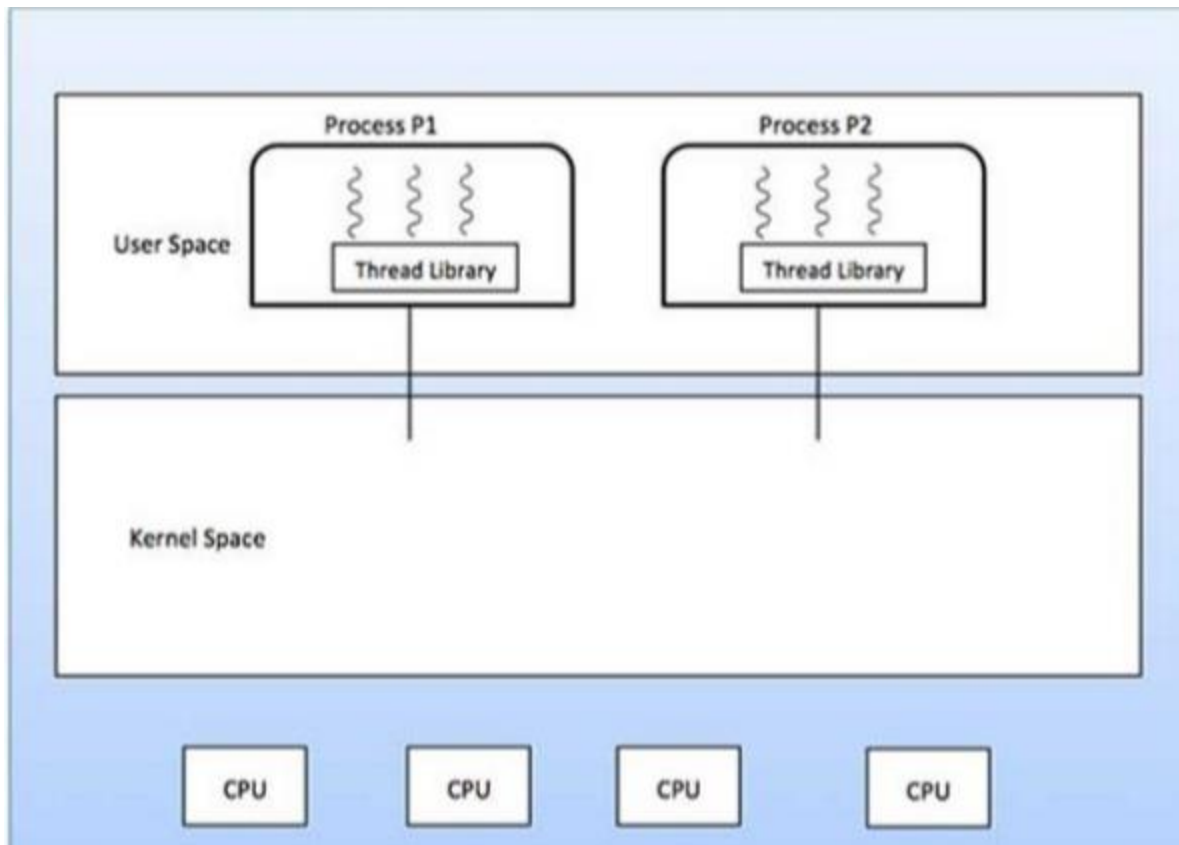 Process P1
Process P2
User Space
Thread Library
Thread Library
Kernel Space
CPU
CPU
CPU
CPU